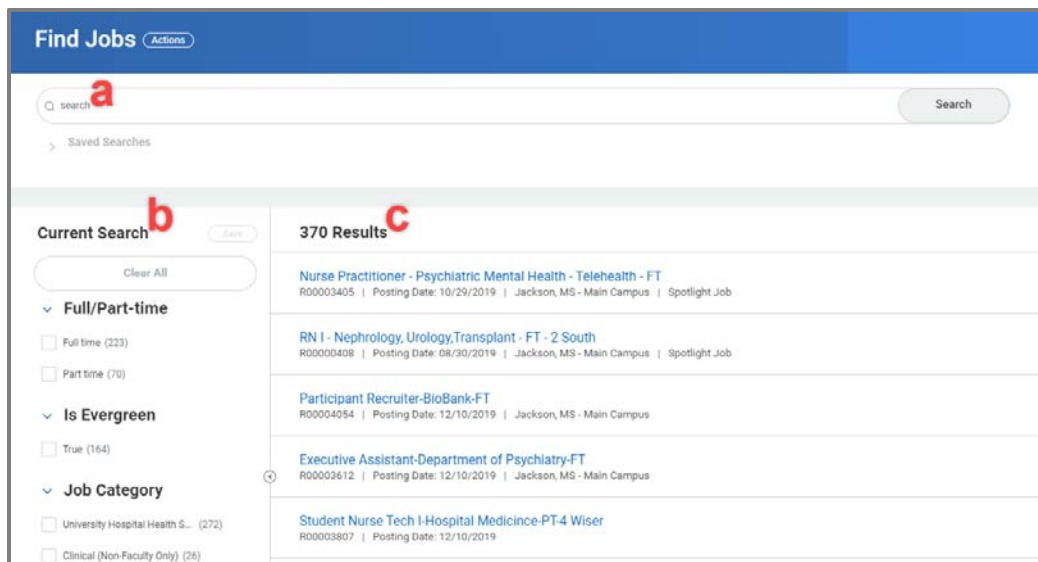 Find Jobs Actions
a
search
Search
Saved Searches
b
Current Search
Save
Clear All
Full/Part-time
Full time (223)
Part time (70)
Is Evergreen
True (164)
Job Category
University Hospital Health S... (272)
Clinical (Non-Faculty Only) (26)
c
370 Results
Nurse Practitioner - Psychiatric Mental Health - Telehealth - FT
R00003405 | Posting Date: 10/29/2019 | Jackson, MS - Main Campus | Spotlight Job
RN I - Nephrology, Urology,Transplant - FT - 2 South
R00000408 | Posting Date: 08/30/2019 | Jackson, MS - Main Campus | Spotlight Job
Participant Recruiter-BioBank-FT
R00004054 | Posting Date: 12/10/2019 | Jackson, MS - Main Campus
Executive Assistant-Department of Psychiatry-FT
R00003612 | Posting Date: 12/10/2019 | Jackson, MS - Main Campus
Student Nurse Tech I-Hospital Medicince-PT-4 Wiser
R00003807 | Posting Date: 12/10/2019